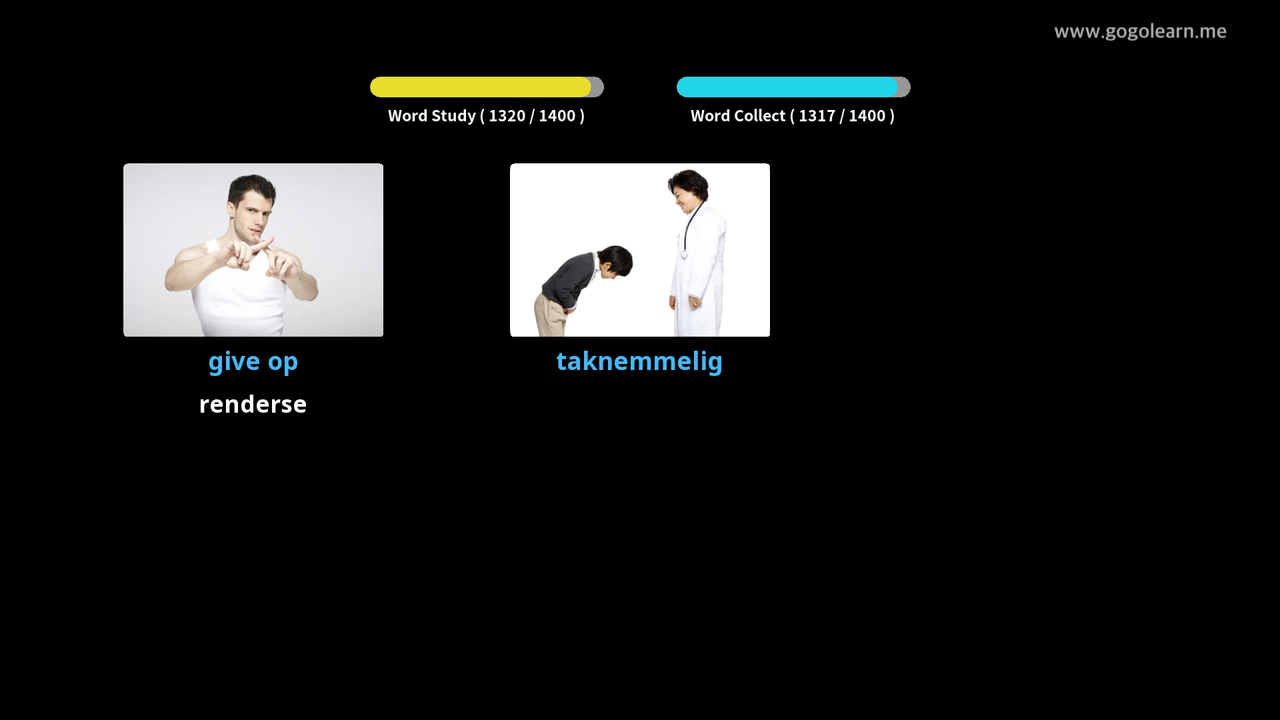 www.gogolearn.me
Word Study ( 1320 / 1400 )
Word Collect ( 1317 / 1400 )
give op
renderse
taknemmelig